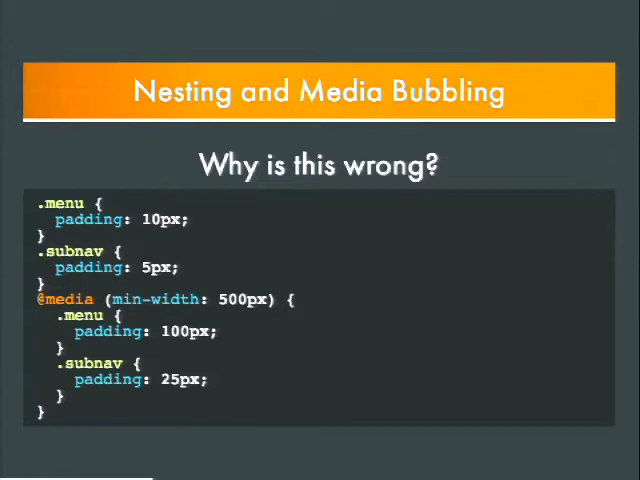 Nesting and Media Bubbling
Why is this wrong?
.menu {
  padding: 10px;
}
.subnav {
  padding: 5px;
}
@media (min-width: 500px) {
  .menu {
    padding: 100px;
  }
  .subnav {
    padding: 25px;
  }
}